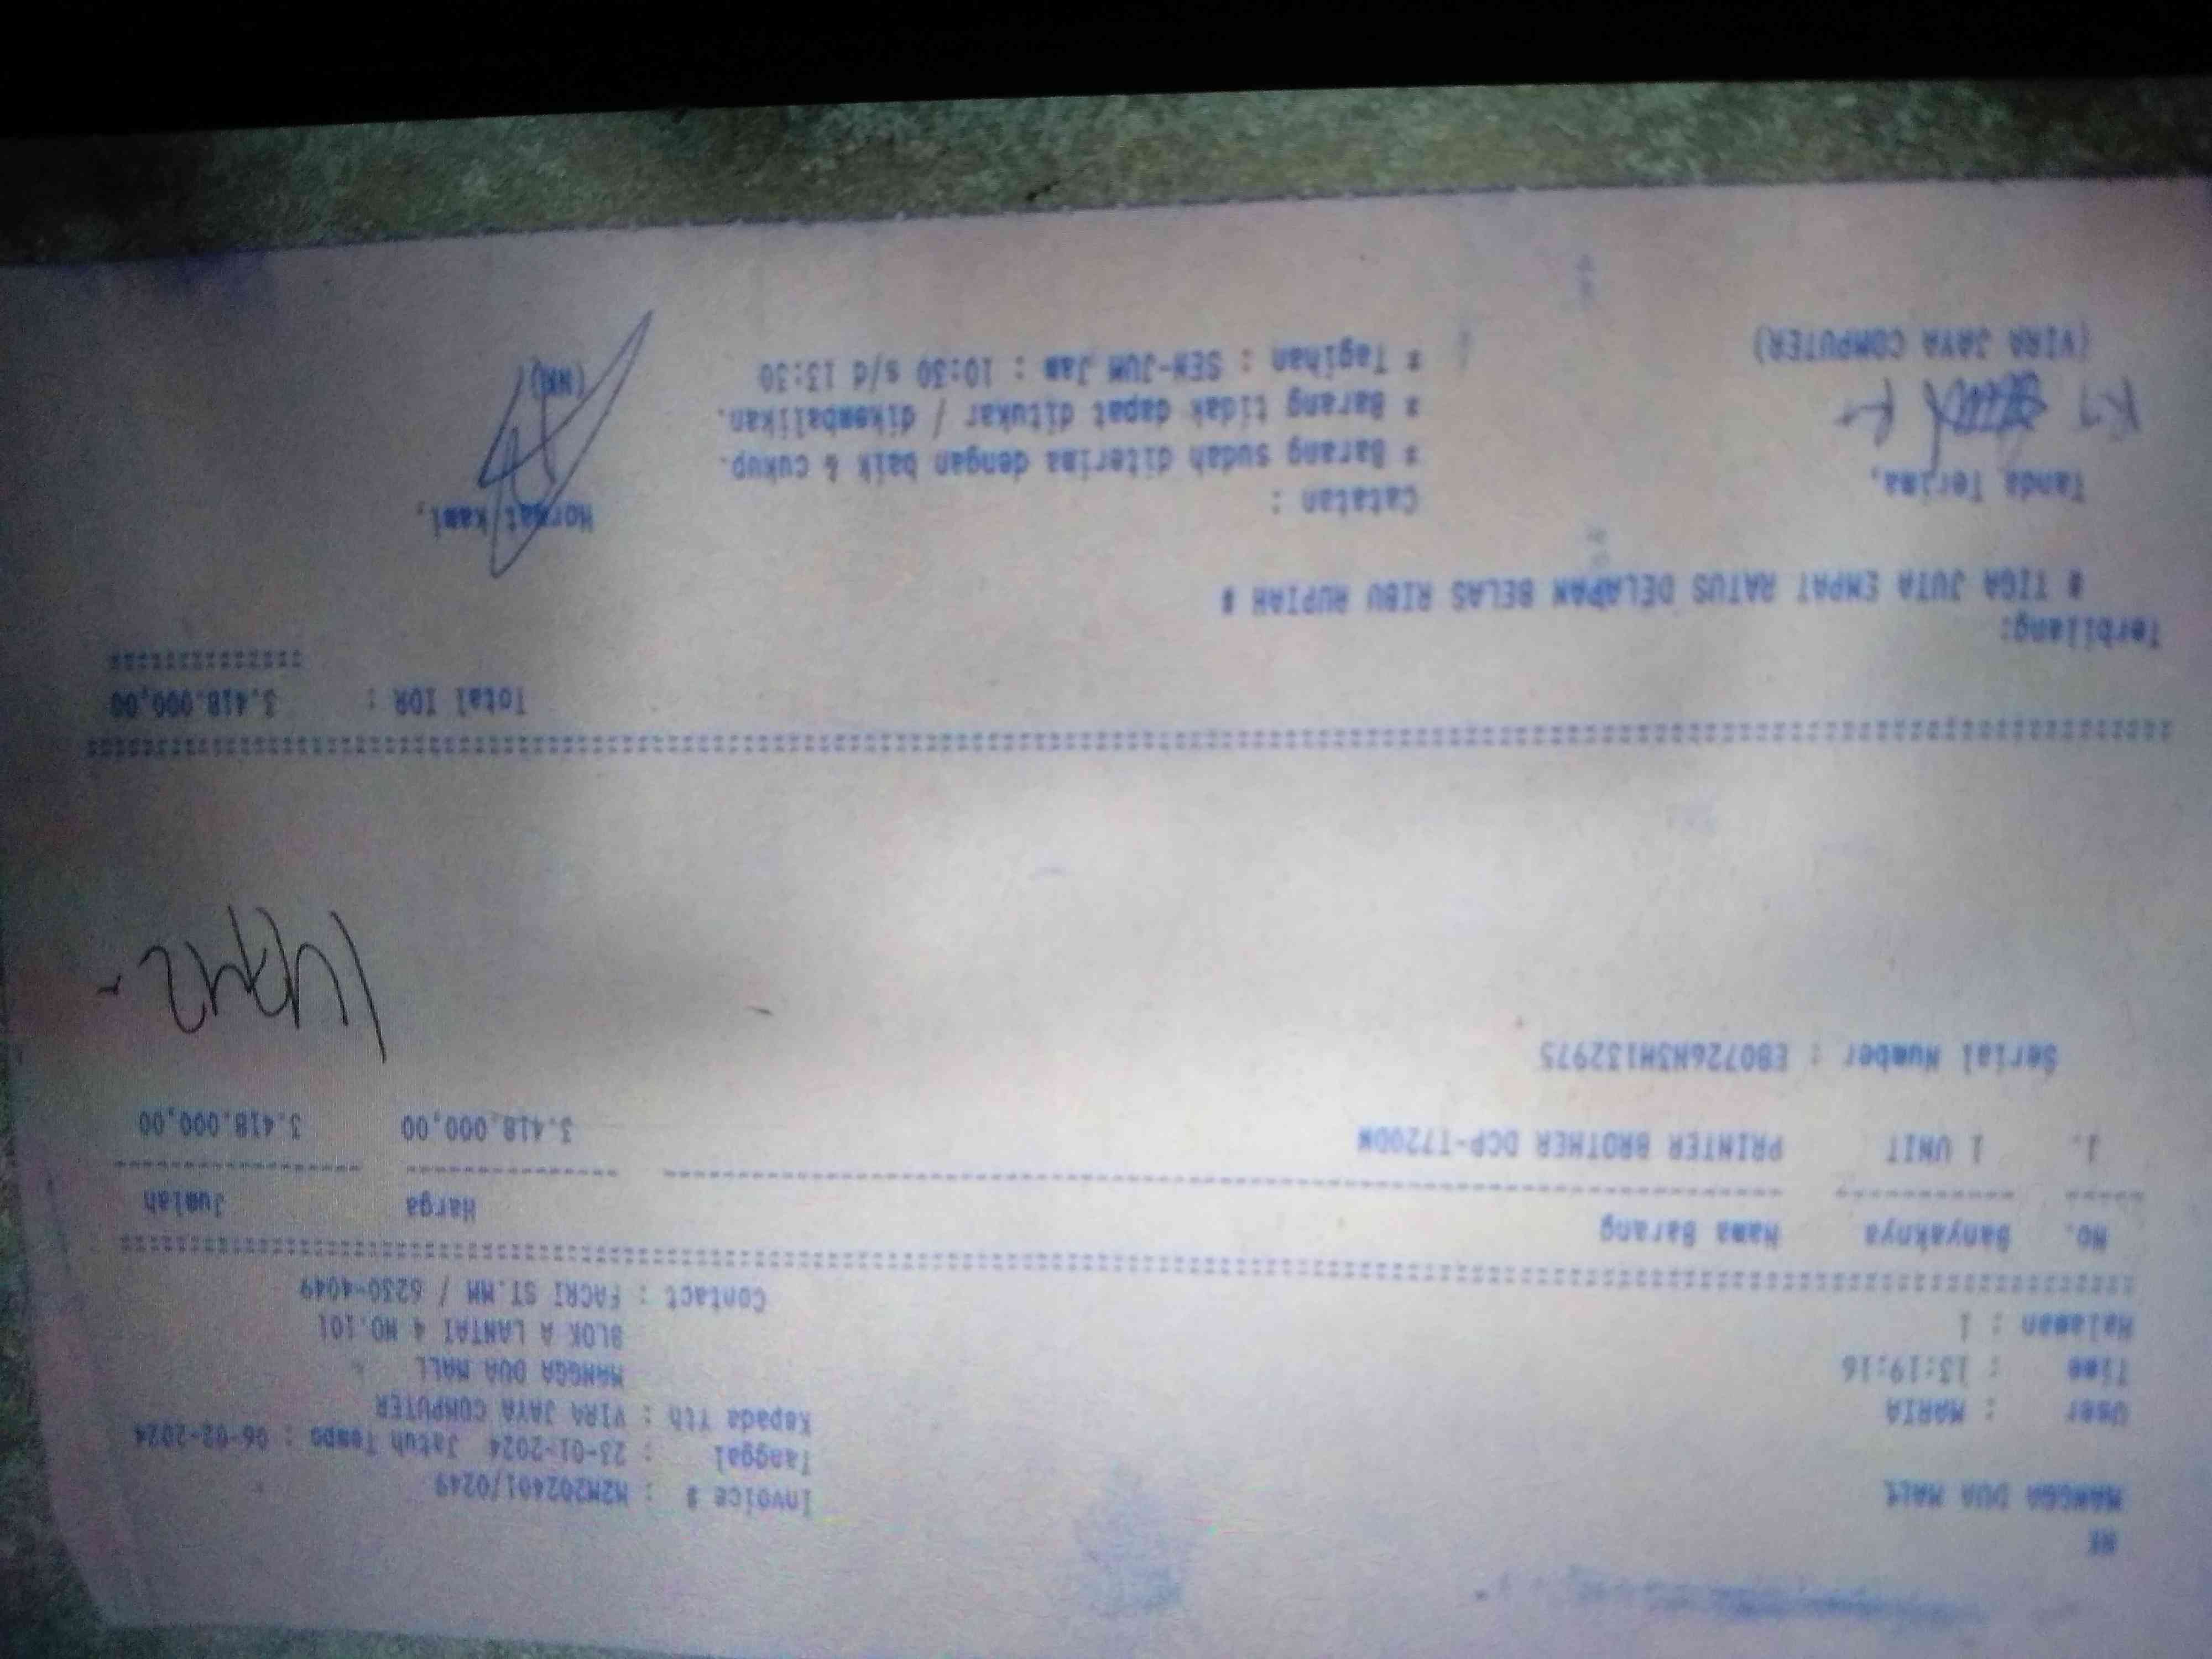 NK
MANGGA DUA MALL
Invoice # : M2M202401/0249
Tanggal : 23-01-2024 Jatuh Tempo : 06-02-2024
User : MARIA
Kepada Yth : VIRA JAYA COMPUTER
Time : 13:19:16
MANGGA DUA MALL
Halaman : 1
BLOK A LANTAI 4 NO.101
Contact : FACRI ST.MM / 6230-4049
No. Banyaknya Nama Barang Harga Jumlah
1. 1 UNIT PRINTER BROTHER DCP-T720DW 3.418.000,00 3.418.000,00
Serial Number : E80726N3H132975
Total IDR : 3.418.000,00
Terbilang:
# TIGA JUTA EMPAT RATUS DELAPAN BELAS RIBU RUPIAH #
Tanda Terima,
Catatan :
Hormat kami,
* Barang sudah diterima dengan baik & cukup.
* Barang tidak dapat ditukar / dikembalikan.
* Tagihan : SEN-JUM Jam : 10:30 s/d 13:30
(VIRA JAYA COMPUTER)
(NK)